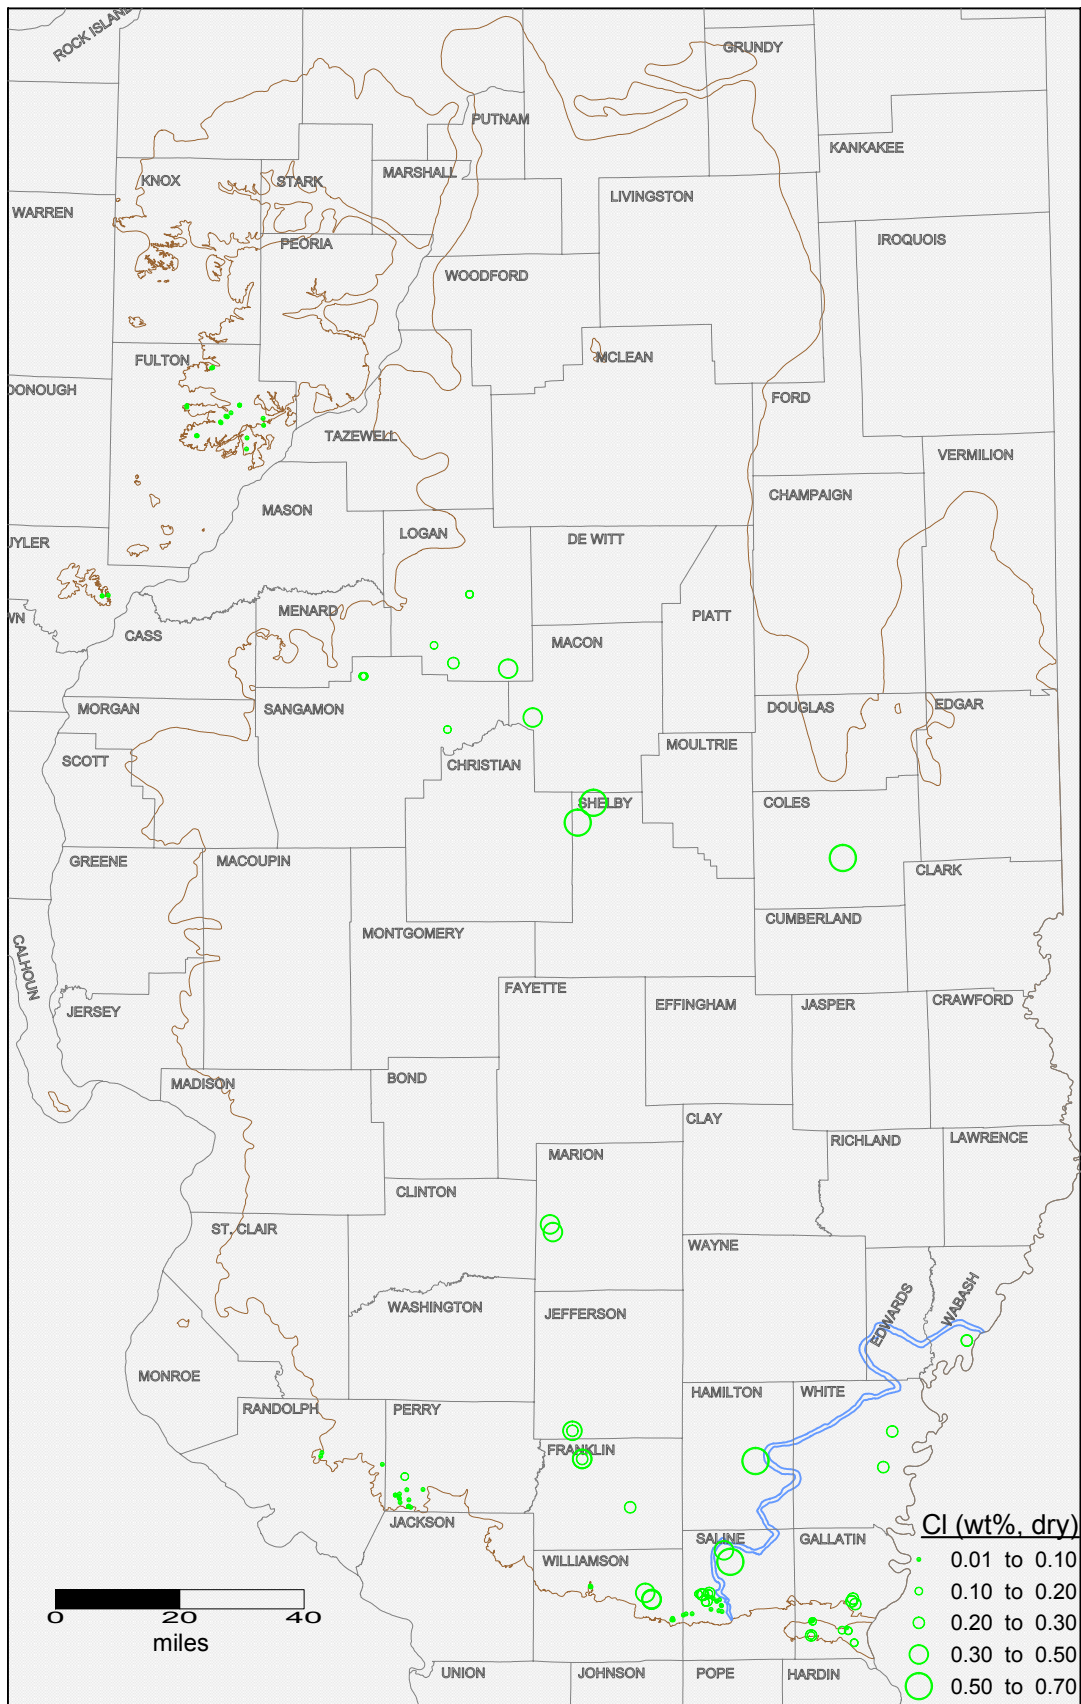 ROCK ISLAND
GRUNDY
PUTNAM
KANKAKEE
KNOX
STARK
MARSHALL
LIVINGSTON
WARREN
IROQUOIS
PEORIA
WOODFORD
FULTON
MCLEAN
DONOUGH
FORD
TAZEWELL
VERMILION
CHAMPAIGN
MASON
LOGAN
DE WITT
UYLER
MENARD
PIATT
WN
CASS
MACON
MORGAN
SANGAMON
DOUGLAS
EDGAR
SCOTT
MOULTRIE
CHRISTIAN
SHELBY
COLES
GREENE
MACOUPIN
CLARK
CUMBERLAND
MONTGOMERY
CALHOUN
FAYETTE
EFFINGHAM
JASPER
CRAWFORD
JERSEY
MADISON
BOND
CLAY
RICHLAND
LAWRENCE
MARION
CLINTON
ST. CLAIR
WAYNE
EDWARDS
WABASH
WASHINGTON
JEFFERSON
MONROE
HAMILTON
WHITE
RANDOLPH
PERRY
FRANKLIN
JACKSON
SALINE
GALLATIN
WILLIAMSON
UNION
JOHNSON
POPE
HARDIN
0 20 40
miles
Cl (wt%, dry)
0.01 to 0.10
0.10 to 0.20
0.20 to 0.30
0.30 to 0.50
0.50 to 0.70